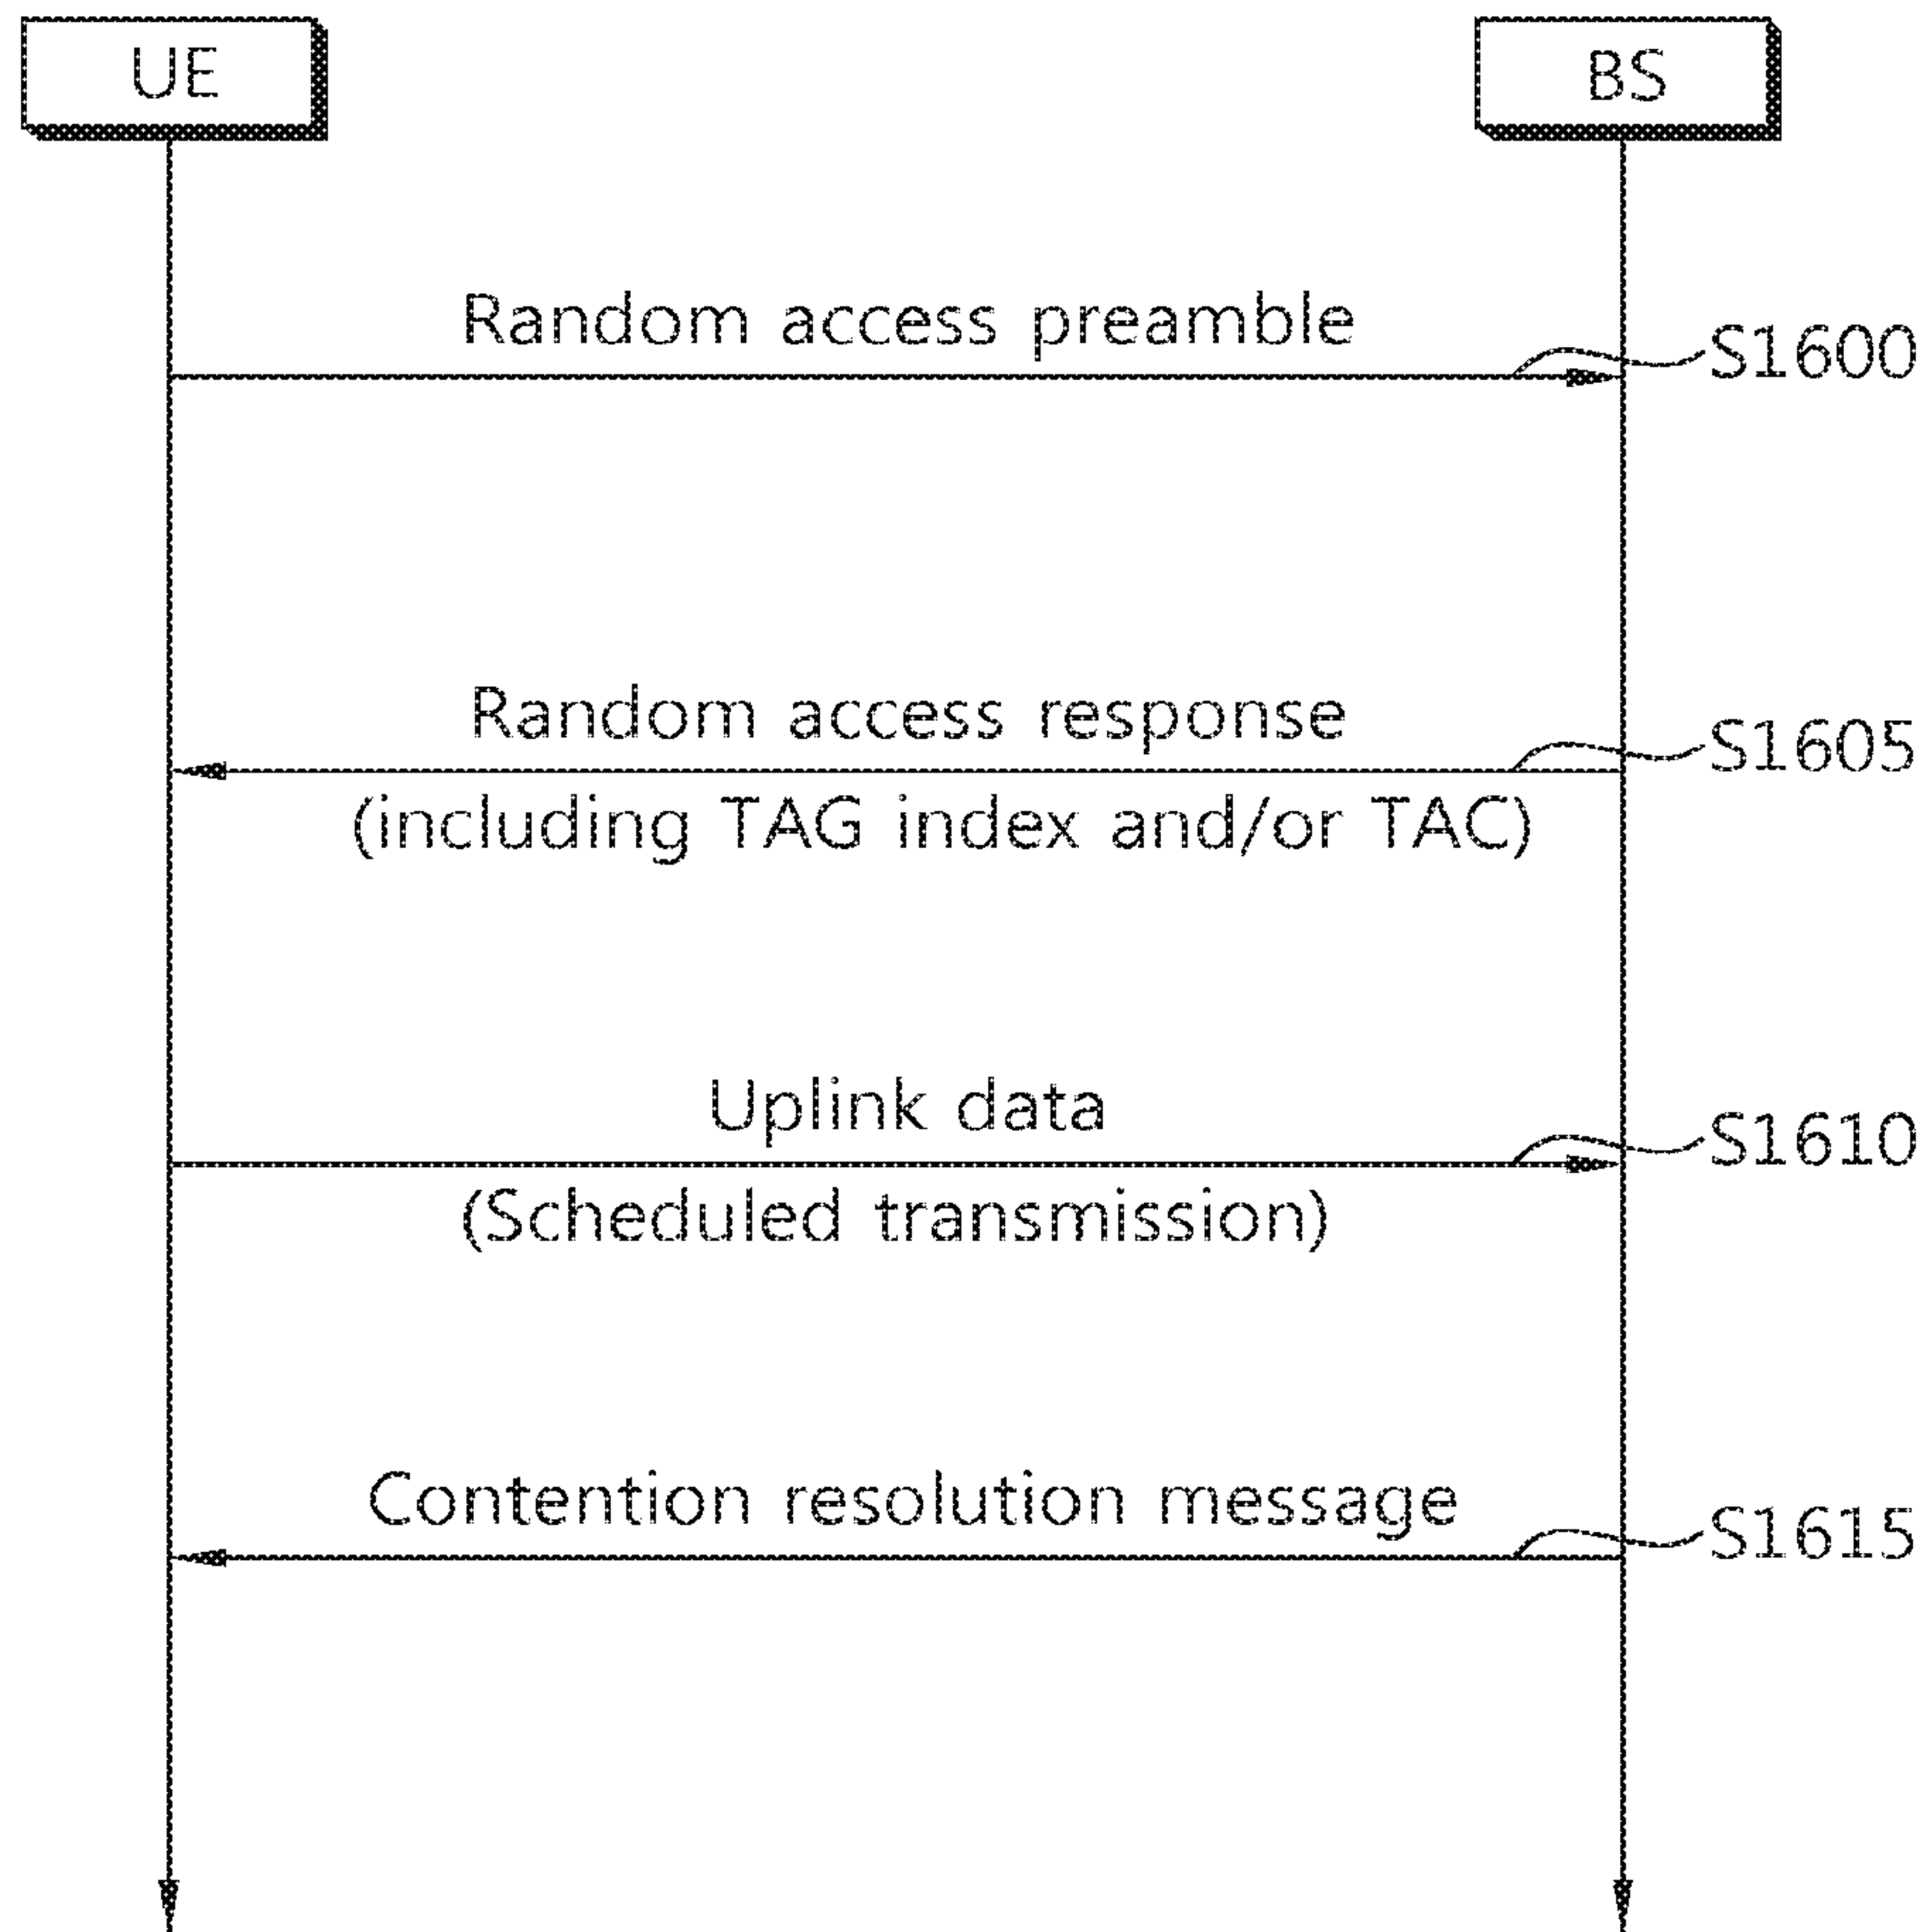 UE
BS
Random access preamble
S1600
Random access response
S1605
(including TAG index and/or TAC)
Uplink data
S1610
(Scheduled transmission)
Contention resolution message
S1615